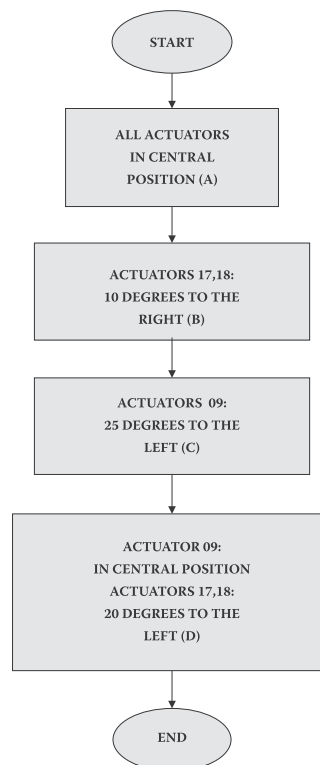 START
ALL ACTUATORS
IN CENTRAL
POSITION (A)
ACTUATORS 17,18:
10 DEGREES TO THE
RIGHT (B)
ACTUATORS 09:
25 DEGREES TO THE
LEFT (C)
ACTUATOR 09:
IN CENTRAL POSITION
ACTUATORS 17,18:
20 DEGREES TO THE
LEFT (D)
END